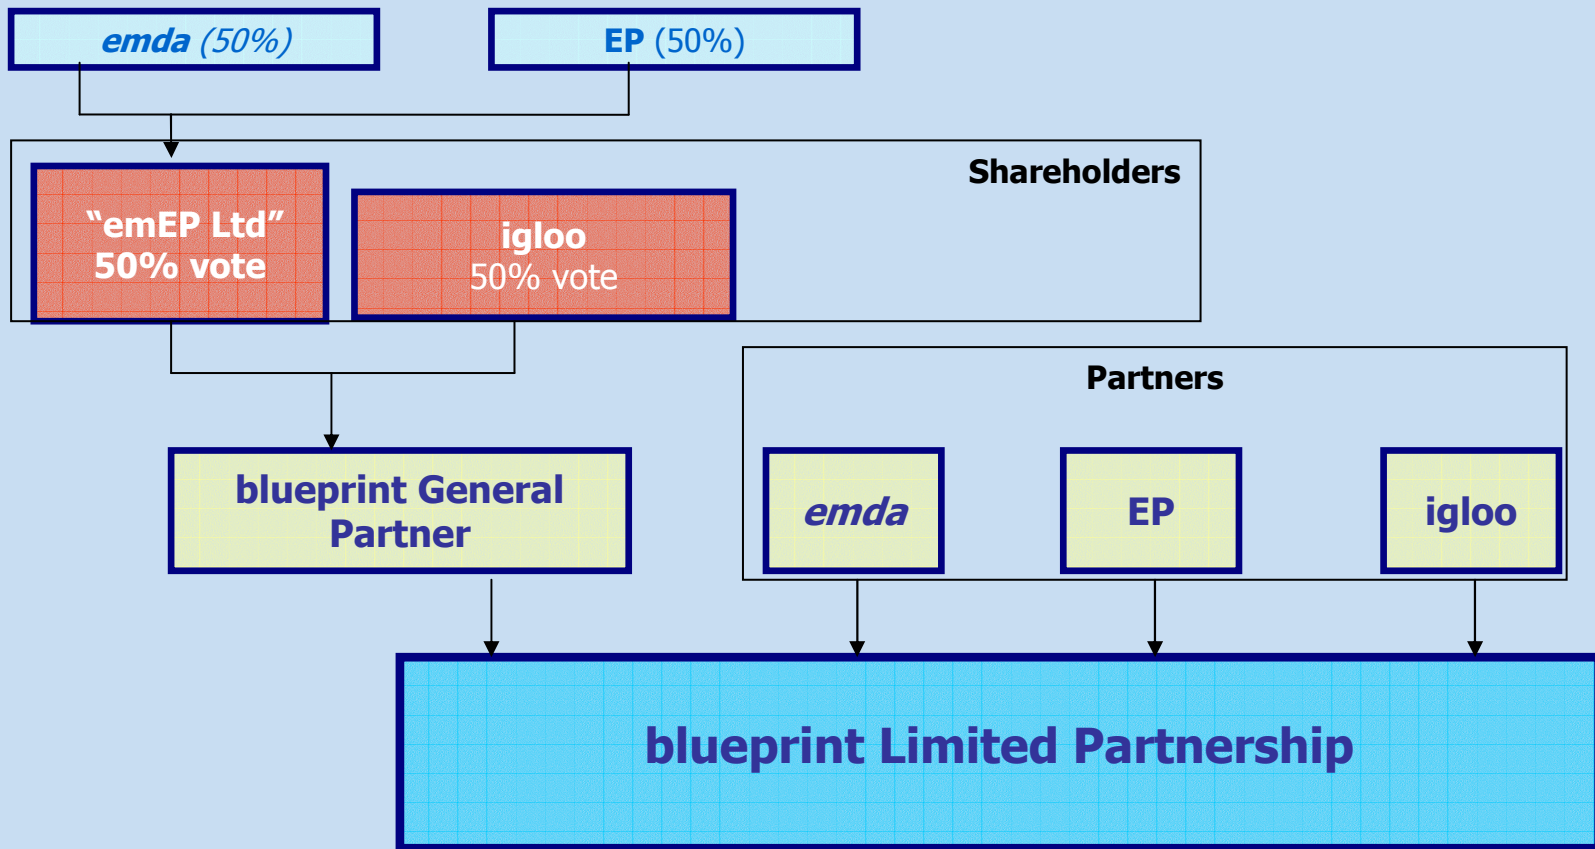 emda (50%)
EP (50%)
Shareholders
“emEP Ltd”
50% vote
igloo
50% vote
Partners
blueprint General
Partner
emda
EP
igloo
blueprint Limited Partnership